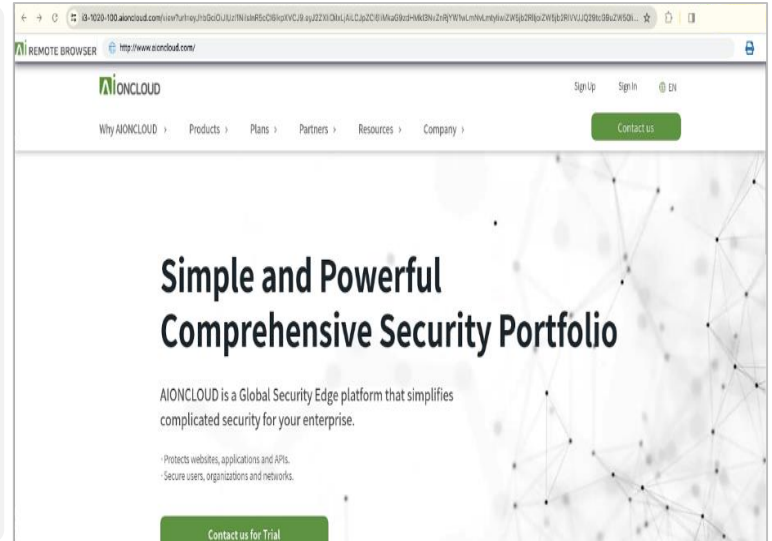 REMOTE BROWSER http://www.aioncloud.com/
AIONCLOUD
Sign Up Sign In EN
Why AIONCLOUD > Products > Plans > Partners > Resources > Company >
Contact us
Simple and Powerful
Comprehensive Security Portfolio
AIONCLOUD is a Global Security Edge platform that simplifies
complicated security for your enterprise.
· Protects websites, applications and APIs.
· Secure users, organizations and networks.
Contact us for Trial